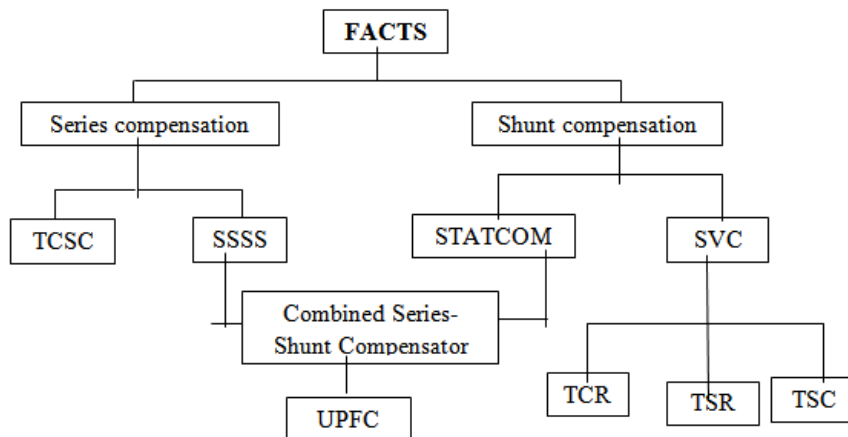 FACTS
Series compensation
Shunt compensation
TCSC
SSSS
STATCOM
SVC
Combined Series-
Shunt Compensator
TCR
TSR
TSC
UPFC